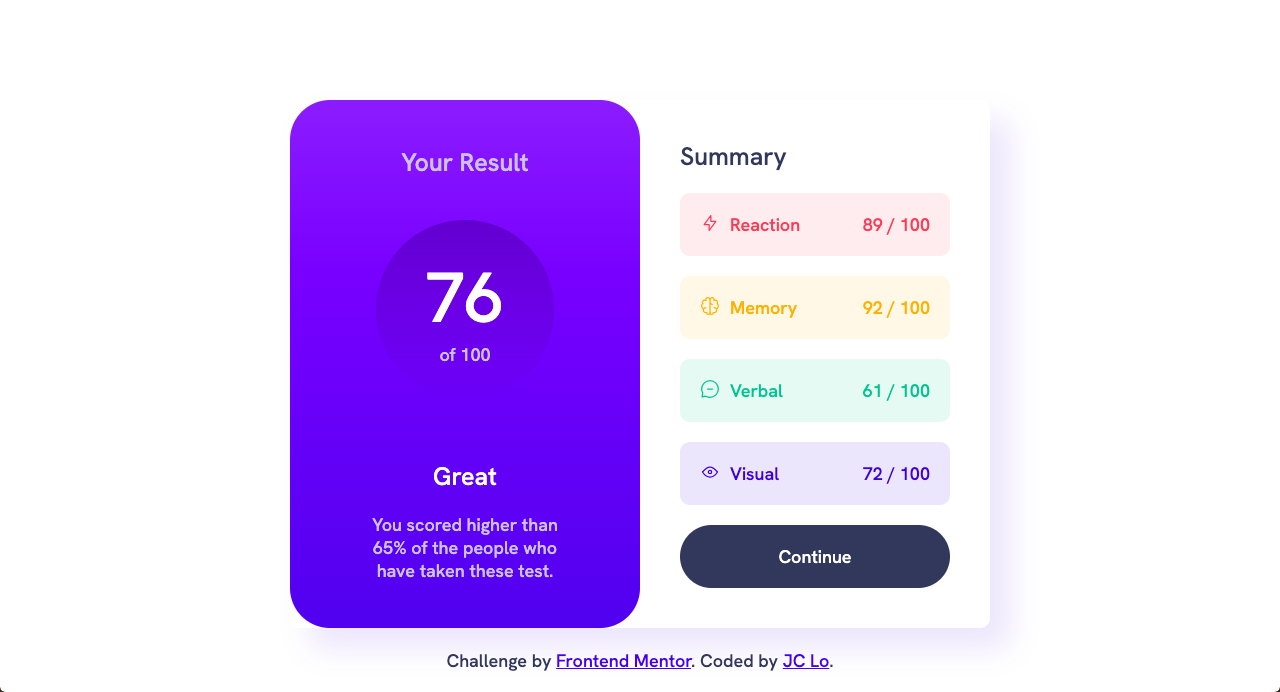 Your Result
76
of 100
Great
You scored higher than
65% of the people who
have taken these test.
Summary
Reaction 89 / 100
Memory 92 / 100
Verbal 61 / 100
Visual 72 / 100
Continue
Challenge by Frontend Mentor. Coded by JC Lo.